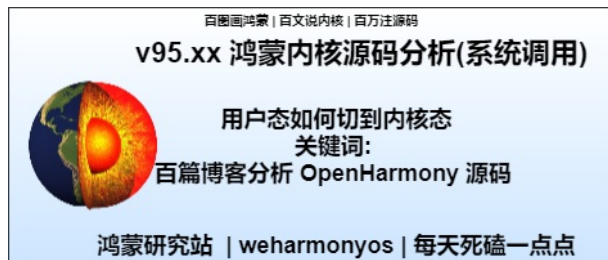 百图画鸿蒙 | 百文说内核 | 百万注源码
v95.xx 鸿蒙内核源码分析(系统调用)
用户态如何切到内核态
关键词:
百篇博客分析 OpenHarmony 源码
鸿蒙研究站 | weharmonyos | 每天死磕一点点